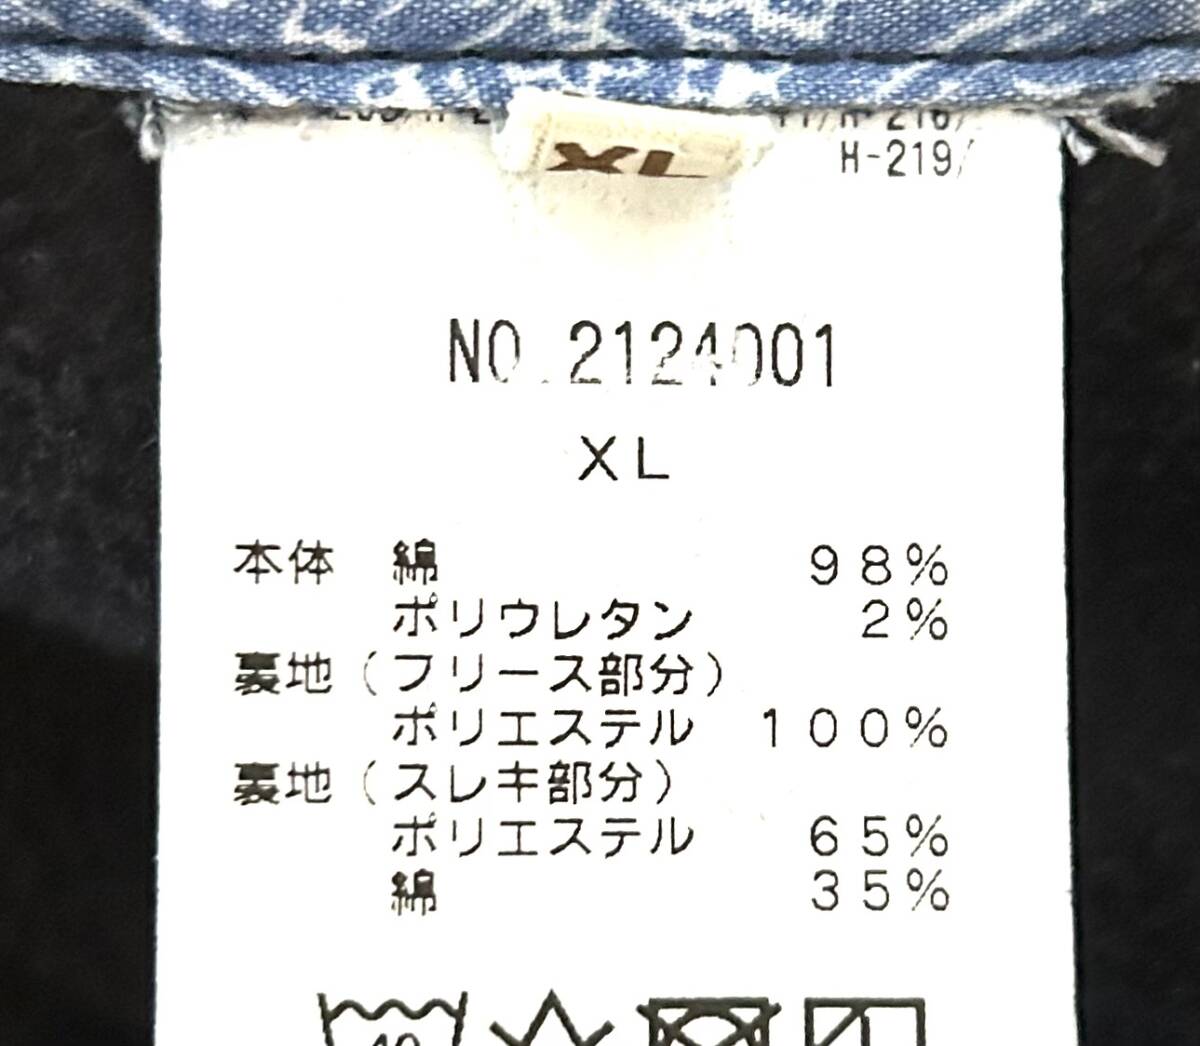 XL
H-219/
NO.2124001
XL
本体 綿 98%
ポリウレタン 2%
裏地（フリース部分）
ポリエステル 100%
裏地（スレキ部分）
ポリエステル 65%
綿 35%
40